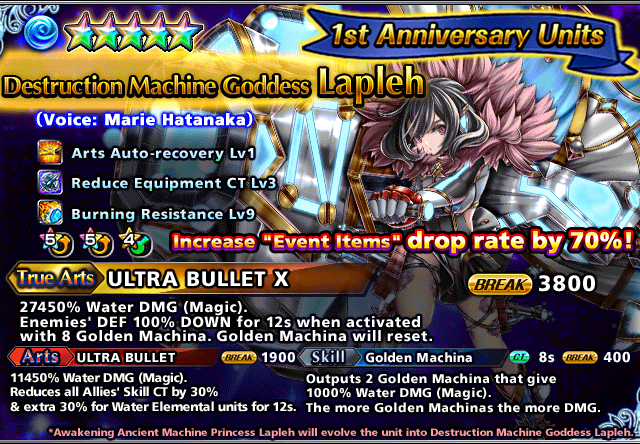 1st Anniversary Units
Destruction Machine Goddess Lapleh
(Voice: Marie Hatanaka)
Arts Auto-recovery Lv1
Reduce Equipment CT Lv3
Burning Resistance Lv9
5 5 4
Increase "Event Items" drop rate by 70%!
True Arts ULTRA BULLET X BREAK 3800
27450% Water DMG (Magic).
Enemies' DEF 100% DOWN for 12s when activated
with 8 Golden Machina. Golden Machina will reset.
Arts ULTRA BULLET BREAK 1900
11450% Water DMG (Magic).
Reduces all Allies' Skill CT by 30%
& extra 30% for Water Elemental units for 12s.
Skill Golden Machina CT 8s BREAK 400
Outputs 2 Golden Machina that give
1000% Water DMG (Magic).
The more Golden Machinas the more DMG.
*Awakening Ancient Machine Princess Lapleh will evolve the unit into Destruction Machine Goddess Lapleh.